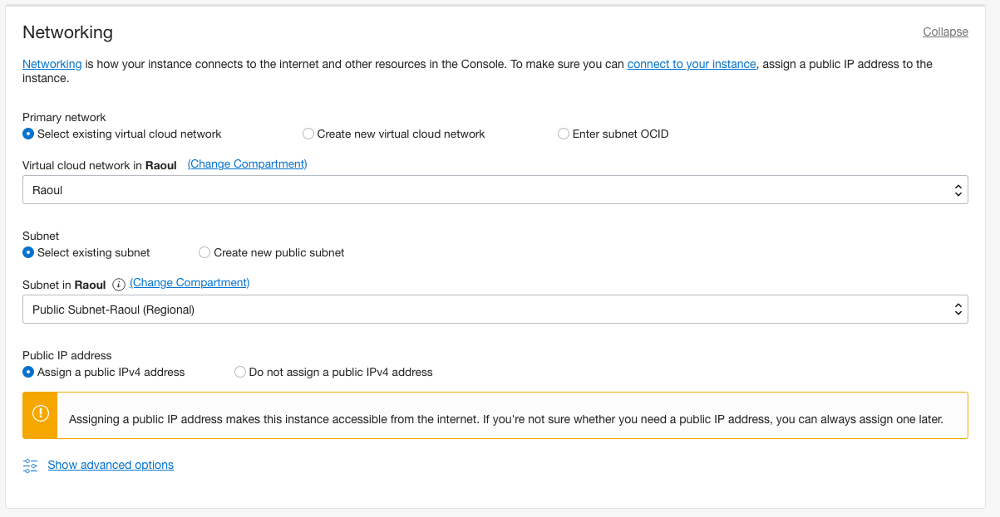 Networking
Collapse
Networking is how your instance connects to the internet and other resources in the Console. To make sure you can connect to your instance, assign a public IP address to the
instance.
Primary network
Select existing virtual cloud network
Create new virtual cloud network
Enter subnet OCID
Virtual cloud network in Raoul (Change Compartment)
Raoul
Subnet
Select existing subnet
Create new public subnet
Subnet in Raoul (Change Compartment)
Public Subnet-Raoul (Regional)
Public IP address
Assign a public IPv4 address
Do not assign a public IPv4 address
Assigning a public IP address makes this instance accessible from the internet. If you're not sure whether you need a public IP address, you can always assign one later.
Show advanced options